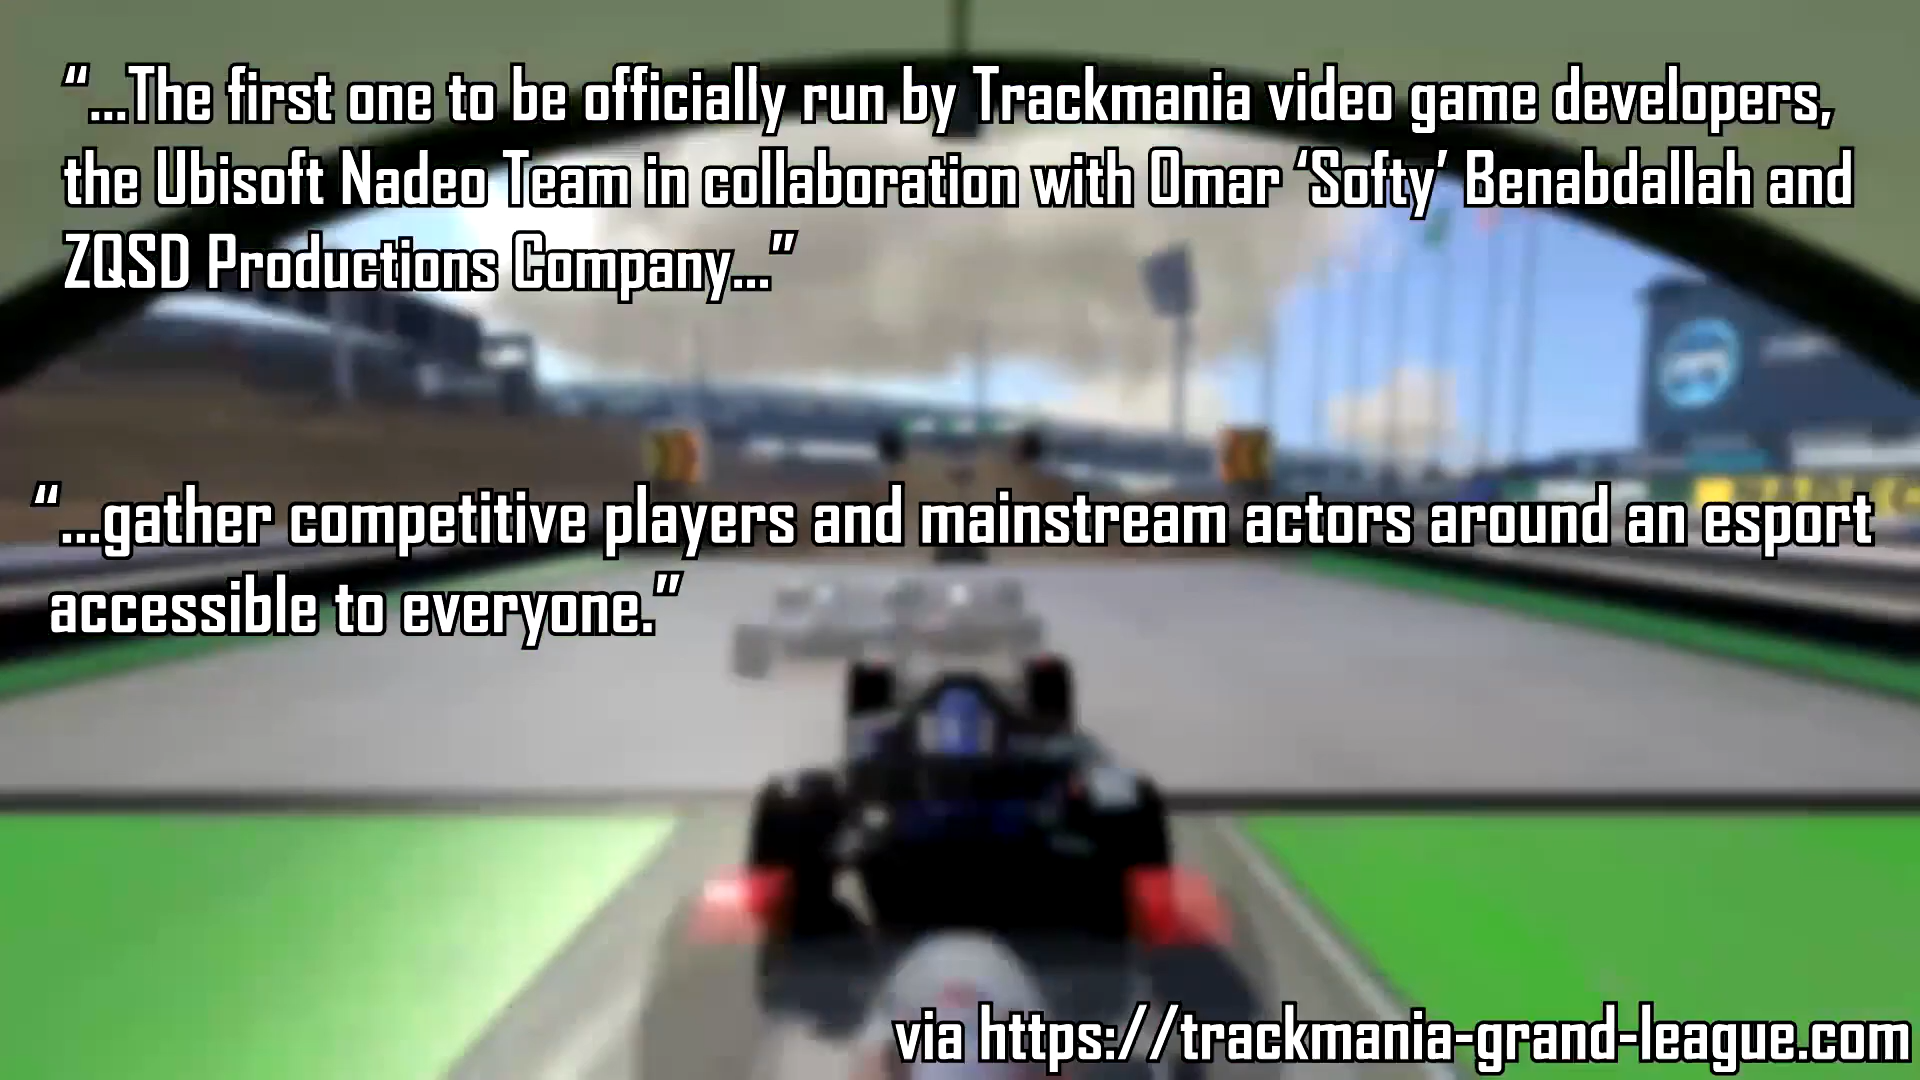 “...The first one to be officially run by Trackmania video game developers,
the Ubisoft Nadeo Team in collaboration with Omar ‘Softy’ Benabdallah and
ZQSD Productions Company...”
“...gather competitive players and mainstream actors around an esport
accessible to everyone.”
via https://trackmania-grand-league.com